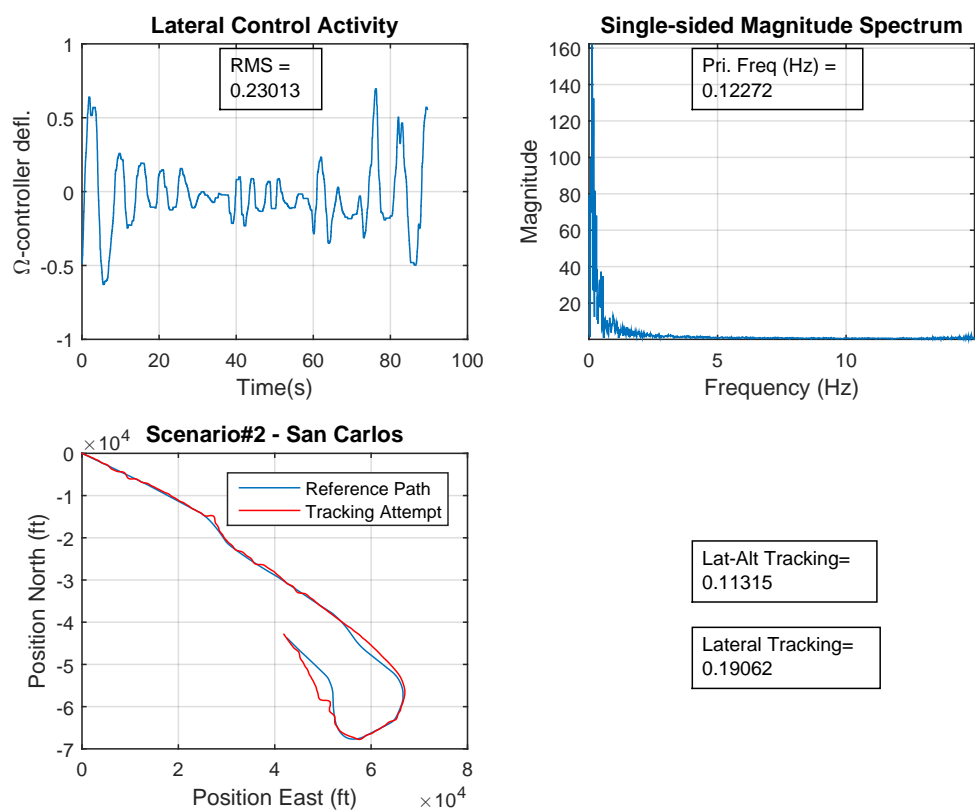 Lateral Control Activity
RMS =
0.23013
1
0.5
0
-0.5
-1
0
20
40
60
80
100
Ω-controller defl.
Time(s)
Single-sided Magnitude Spectrum
Pri. Freq (Hz) =
0.12272
160
140
120
100
80
60
40
20
0
5
10
Magnitude
Frequency (Hz)
Scenario#2 - San Carlos
×10⁴
0
-1
-2
-3
-4
-5
-6
-7
0
2
4
6
8
×10⁴
Reference Path
Tracking Attempt
Position North (ft)
Position East (ft)
Lat-Alt Tracking=
0.11315
Lateral Tracking=
0.19062